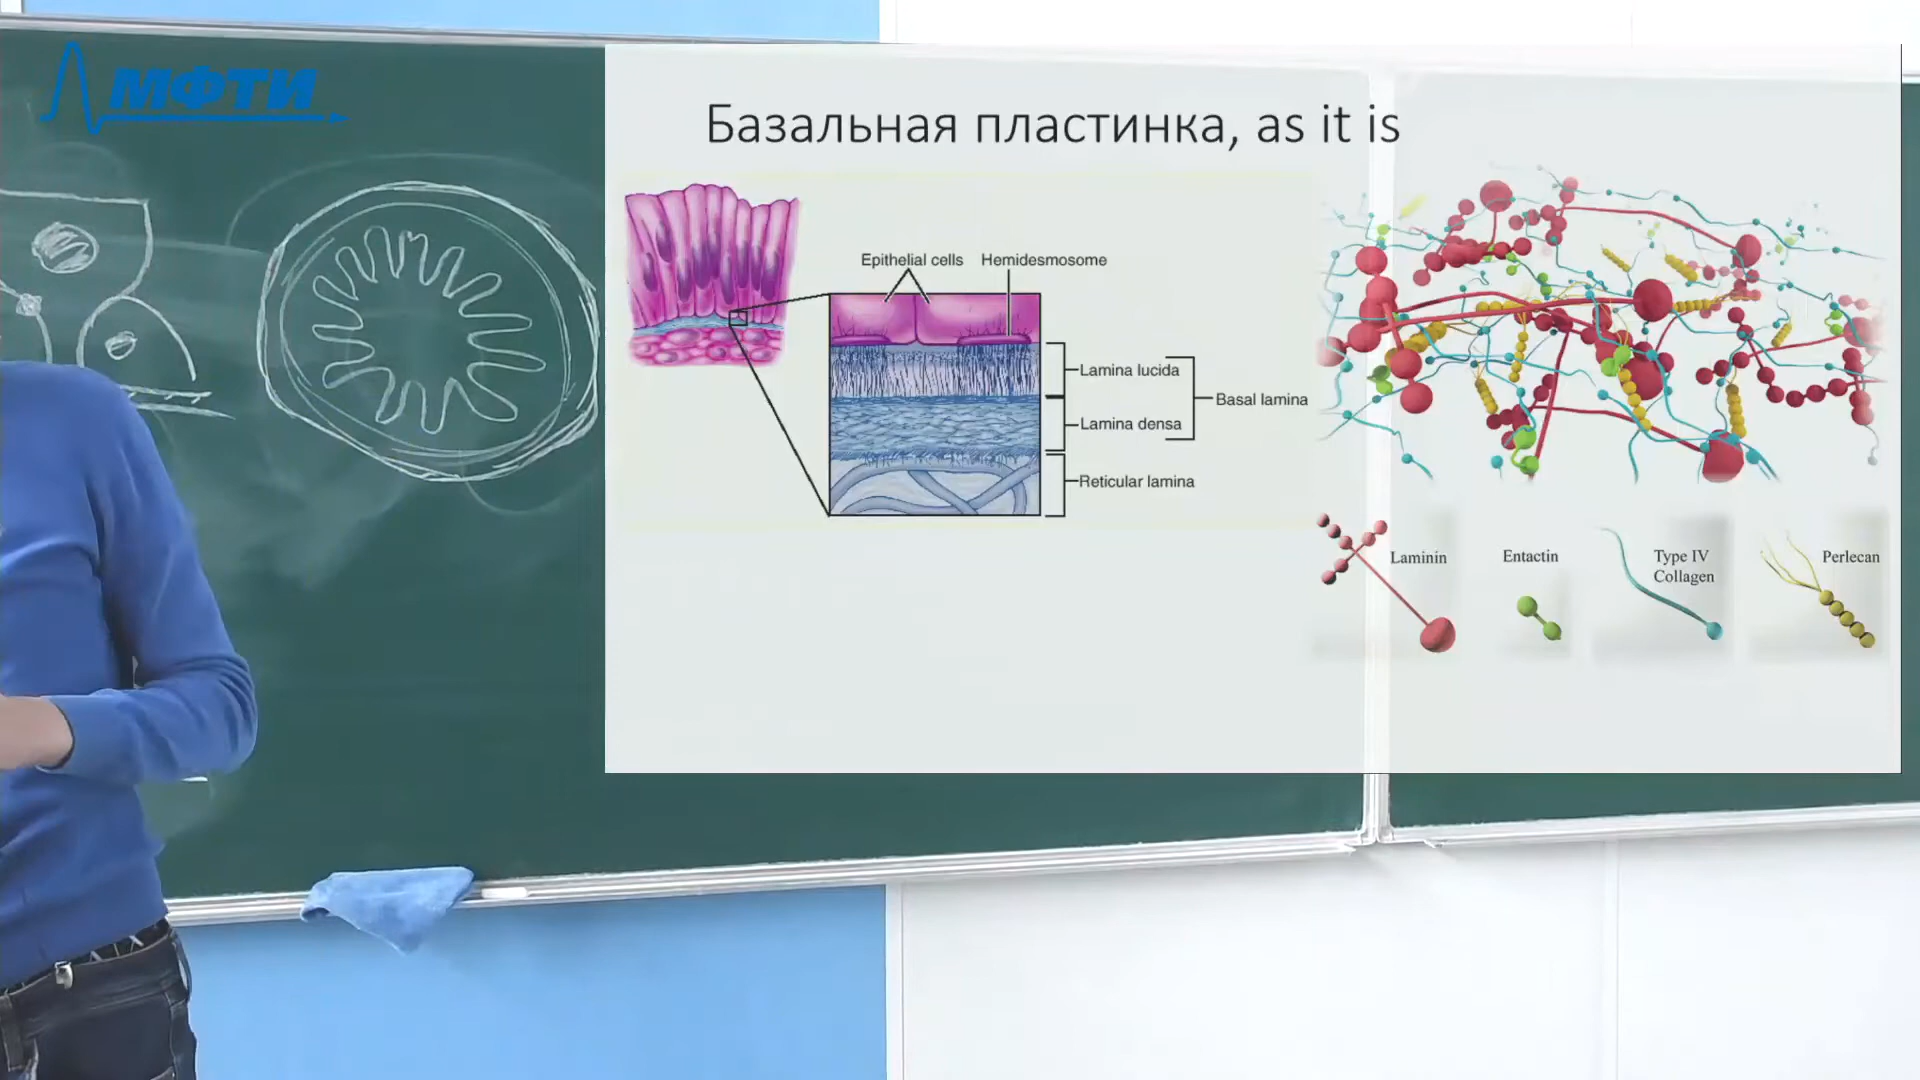 МФТИ
Базальная пластинка, as it is
Epithelial cells
Hemidesmosome
Lamina lucida
Lamina densa
Basal lamina
Reticular lamina
Laminin
Entactin
Type IV
Collagen
Perlecan